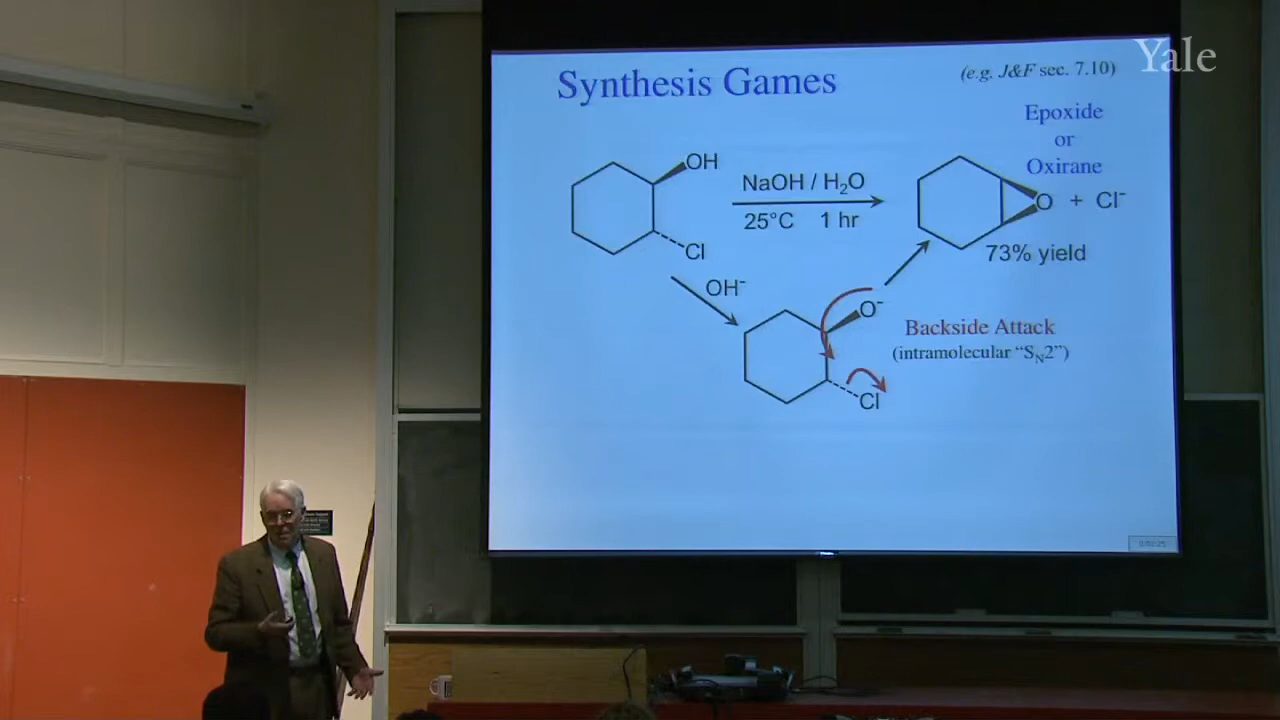 Synthesis Games
(e.g. J&F sec. 7.10)
Yale
Epoxide
or
Oxirane
OH
Cl
NaOH / H₂O
25°C 1 hr
O + Cl⁻
73% yield
OH⁻
O⁻
Cl
Backside Attack
(intramolecular “S_N2”)